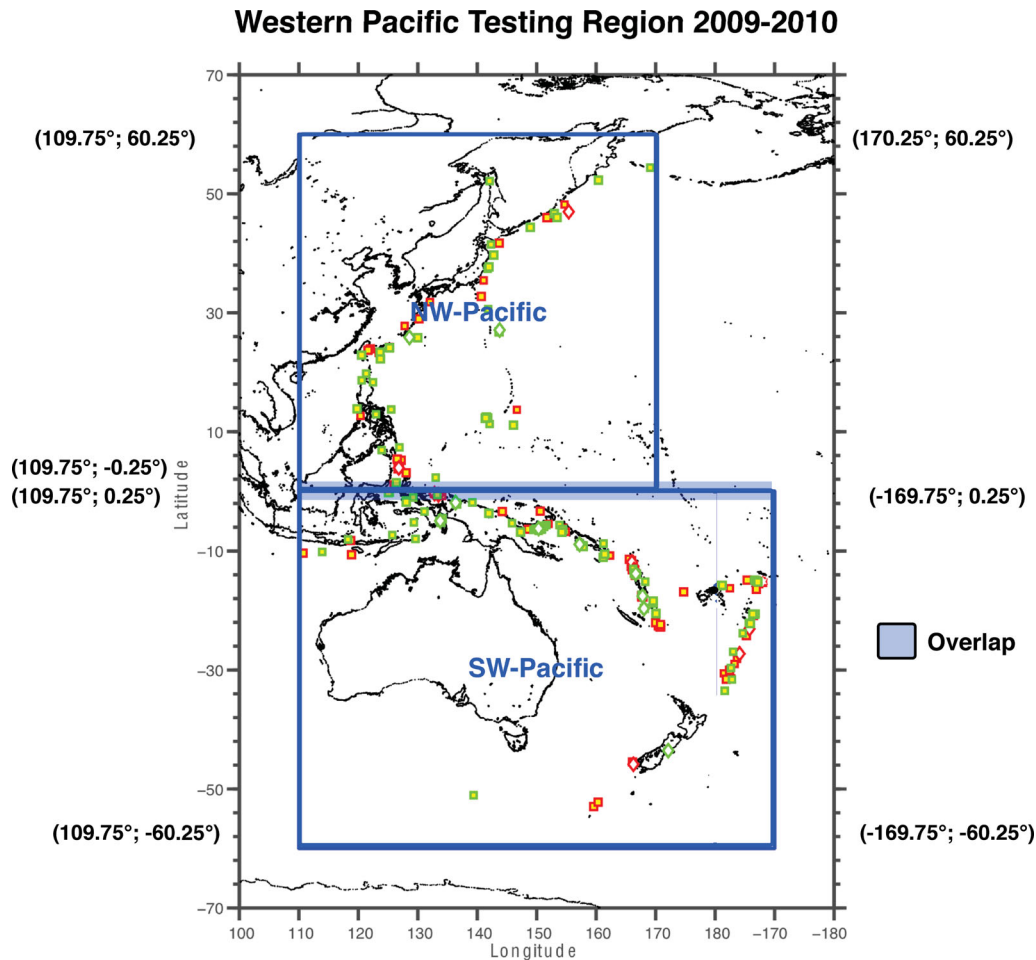 Western Pacific Testing Region 2009-2010
70
(109.75°; 60.25°)
(170.25°; 60.25°)
50
30
NW-Pacific
10
(109.75°; -0.25°)
(109.75°; 0.25°)
(-169.75°; 0.25°)
Latitude
-10
Overlap
-30
SW-Pacific
-50
(109.75°; -60.25°)
(-169.75°; -60.25°)
-70
100 110 120 130 140 150 160 170 180 -170 -180
Longitude